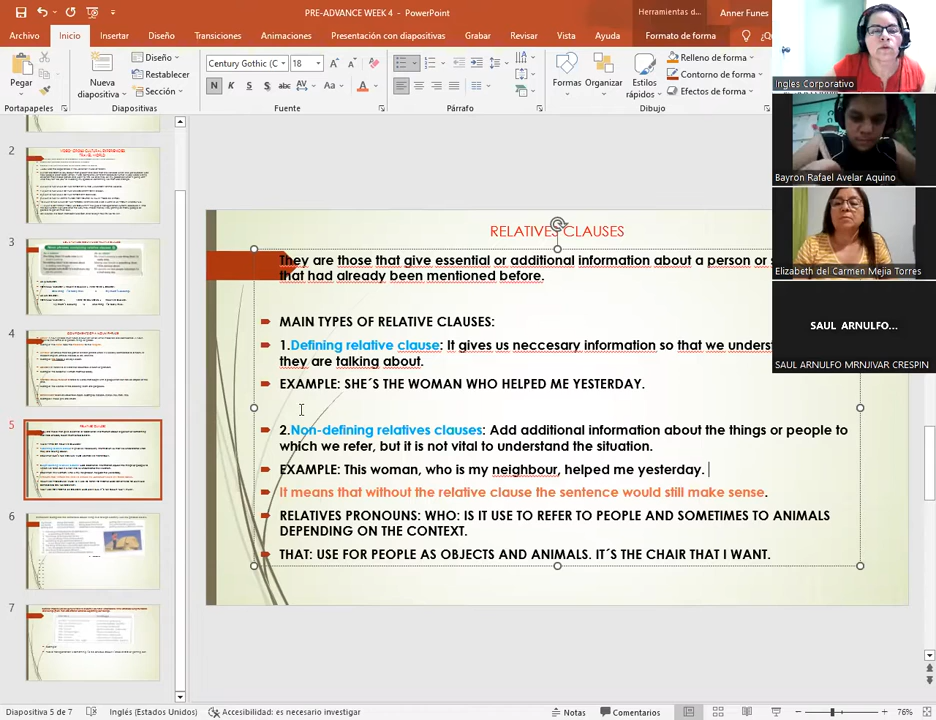 PRE-ADVANCE WEEK 4 - PowerPoint
Herramientas d...
Anner Funes
Archivo
Inicio
Insertar
Diseño
Transiciones
Animaciones
Presentación con diapositivas
Grabar
Revisar
Vista
Ayuda
Formato de forma
Pegar
Nueva diapositiva
Diseño
Restablecer
Sección
Century Gothic (C
18
N K S abc AV Aa A
Formas
Organizar
Estilos rápidos
Relleno de forma
Contorno de forma
Efectos de forma
Portapapeles
Diapositivas
Fuente
Párrafo
Dibujo
Ingles Corporativo
Bayron Rafael Avelar Aquino
Elizabeth del Carmen Mejia Torres
SAUL ARNULFO...
SAUL ARNULFO MRNJIVAR CRESPIN
2
3
4
5
6
7
RELATIVES CLAUSES
They are those that give essential or additional information about a person or s
that had already been mentioned before.
MAIN TYPES OF RELATIVE CLAUSES:
1.Defining relative clause: It gives us neccesary information so that we underst
they are talking about.
EXAMPLE: SHE´S THE WOMAN WHO HELPED ME YESTERDAY.
2.Non-defining relatives clauses: Add additional information about the things or people to
which we refer, but it is not vital to understand the situation.
EXAMPLE: This woman, who is my neighbour, helped me yesterday.
It means that without the relative clause the sentence would still make sense.
RELATIVES PRONOUNS: WHO: IS IT USE TO REFER TO PEOPLE AND SOMETIMES TO ANIMALS
DEPENDING ON THE CONTEXT.
THAT: USE FOR PEOPLE AS OBJECTS AND ANIMALS. IT´S THE CHAIR THAT I WANT.
Diapositiva 5 de 7
Inglés (Estados Unidos)
Accesibilidad: es necesario investigar
Notas
Comentarios
76%